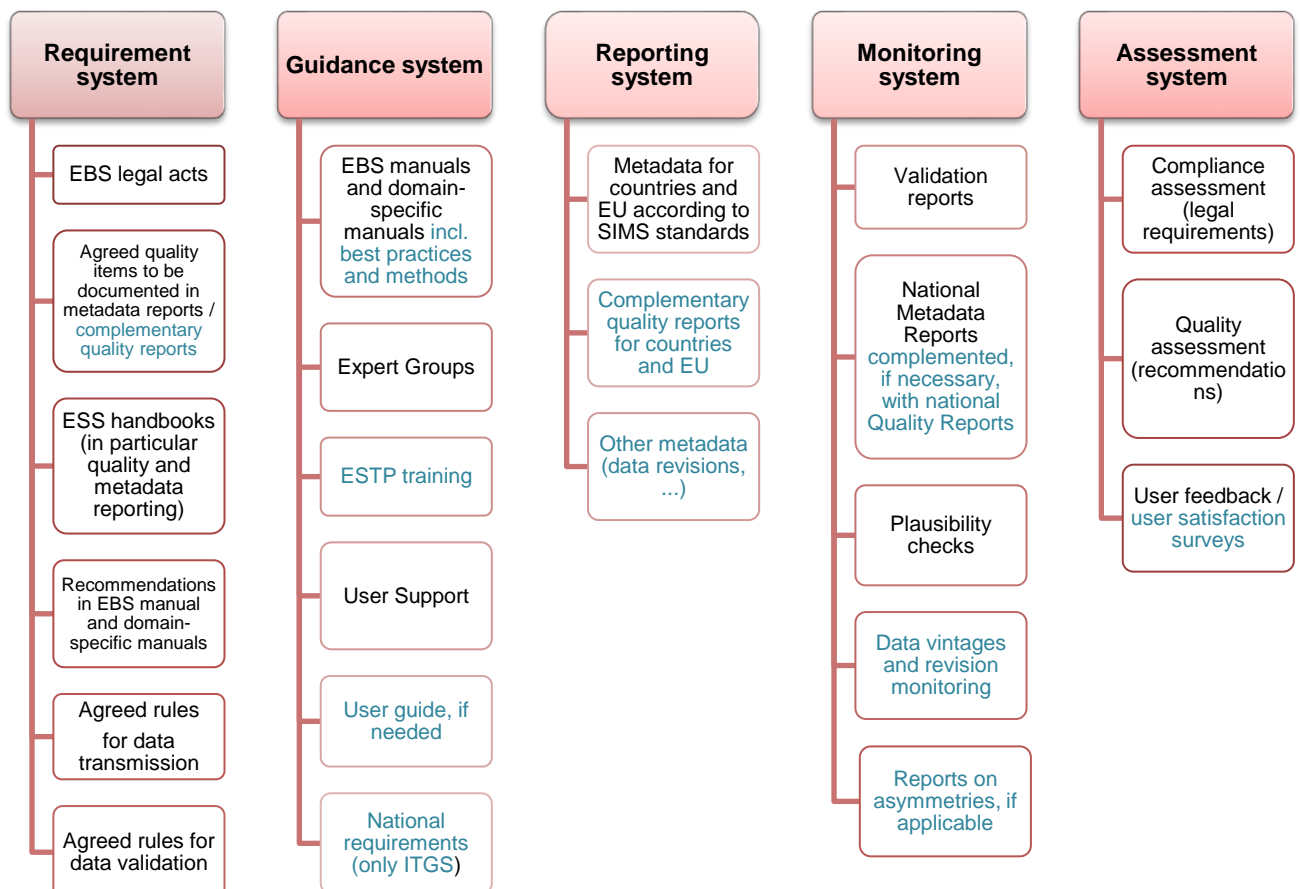 Requirement
system
EBS legal acts
Agreed quality
items to be
documented in
metadata reports /
complementary
quality reports
ESS handbooks
(in particular
quality and
metadata
reporting)
Recommendations
in EBS manual
and domain-
specific manuals
Agreed rules
for data
transmission
Agreed rules for
data validation
Guidance system
EBS manuals
and domain-
specific
manuals incl.
best practices
and methods
Expert Groups
ESTP training
User Support
User guide, if
needed
National
requirements
(only ITGS)
Reporting
system
Metadata for
countries and
EU according to
SIMS standards
Complementary
quality reports
for countries
and EU
Other metadata
(data revisions,
...)
Monitoring
system
Validation
reports
National
Metadata
Reports
complemented,
if necessary,
with national
Quality Reports
Plausibility
checks
Data vintages
and revision
monitoring
Reports on
asymmetries, if
applicable
Assessment
system
Compliance
assessment
(legal
requirements)
Quality
assessment
(recommendatio
ns)
User feedback /
user satisfaction
surveys